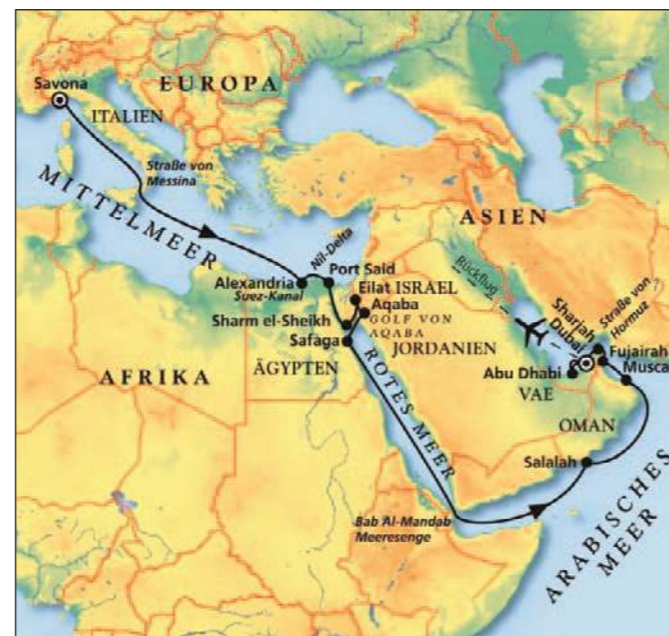 EUROPA
Savona
ITALIEN
Straße von
Messina
MITTELMEER
ASIEN
Nil-Delta
Rückflug
Alexandria
Port Said
Suez-Kanal
Eilat
ISRAEL
Aqaba
GOLF VON
AQABA
Sharm el-Sheikh
Safaga
JORDANIEN
ÄGYPTEN
AFRIKA
ROTES MEER
Sharjah
Dubai
Straße von
Hormuz
Fujairah
Musca
Abu Dhabi
VAE
OMAN
Salalah
Bab Al-Mandab
Meeresenge
ARABISCHES
MEER